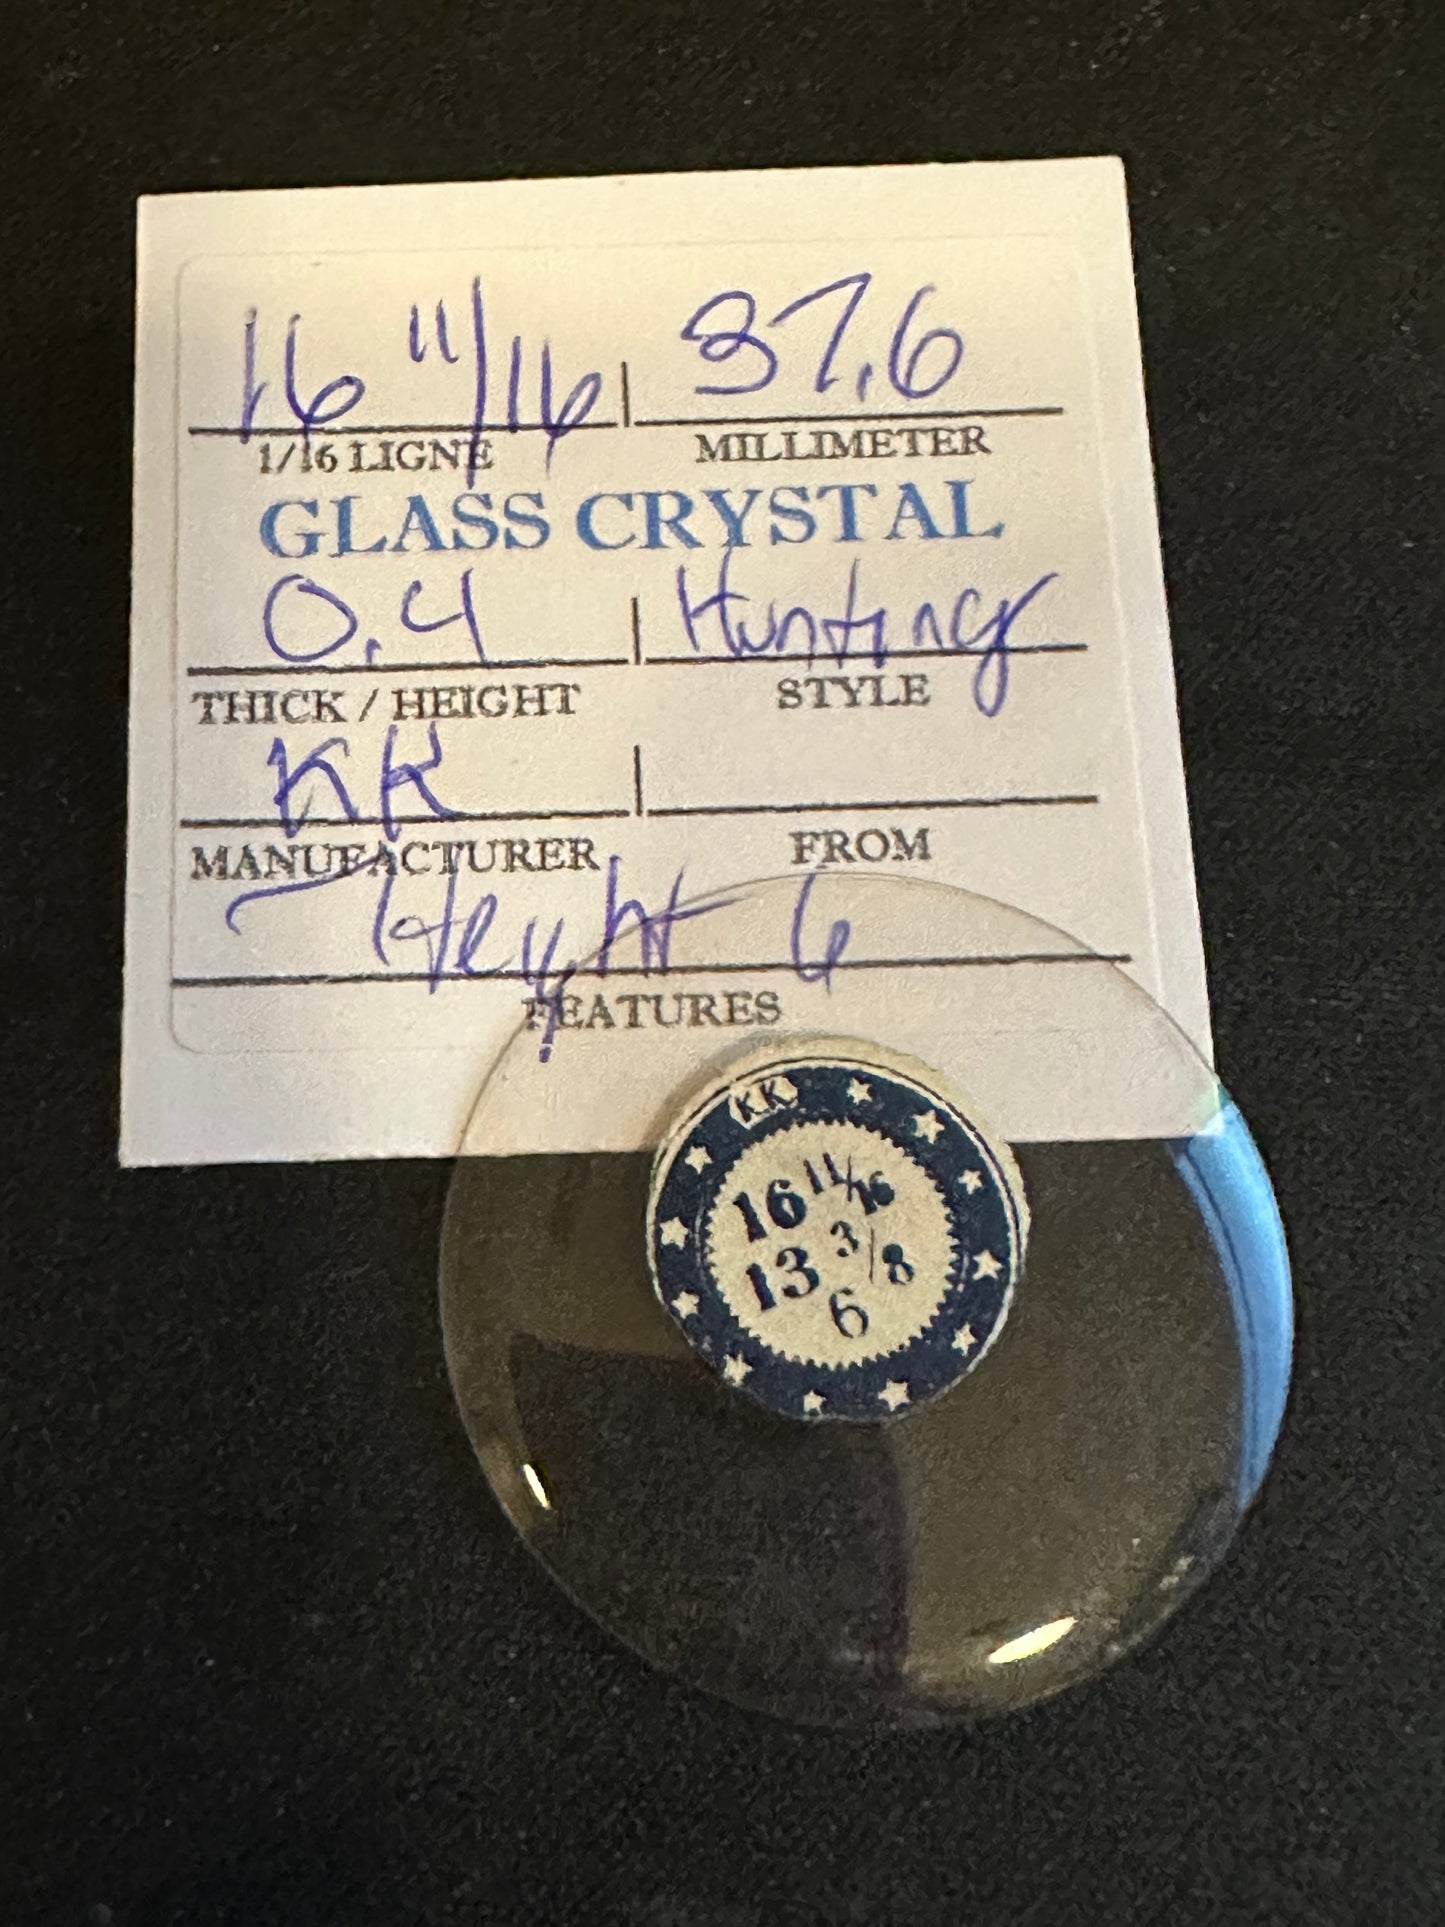 16 11/16 37.6
1/16 LIGNE MILLIMETER
GLASS CRYSTAL
0.4 Hunting
THICK / HEIGHT STYLE
KK
MANUFACTURER FROM
Height 6
FEATURES
KK
16 11/16
13 3/8
6